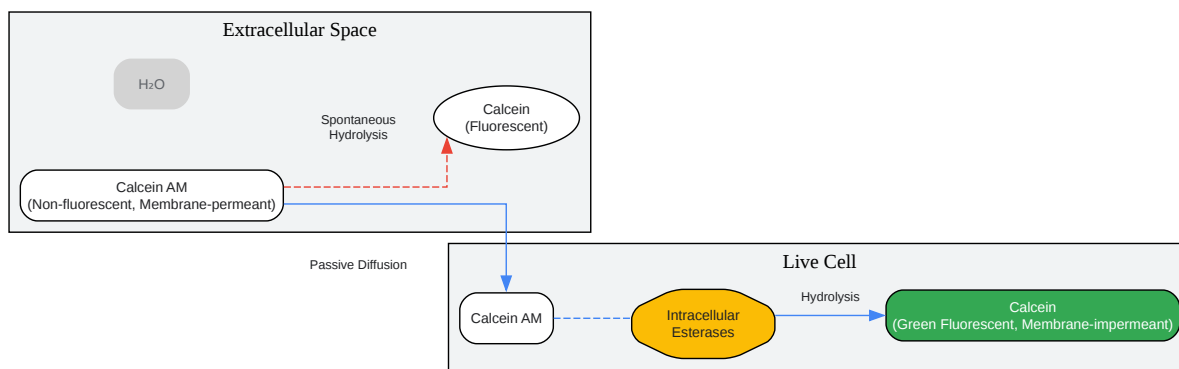 Extracellular Space
H₂O
Calcein
(Fluorescent)
Spontaneous
Hydrolysis
Calcein AM
(Non-fluorescent, Membrane-permeant)
Passive Diffusion
Live Cell
Calcein AM
Intracellular
Esterases
Hydrolysis
Calcein
(Green Fluorescent, Membrane-impermeant)